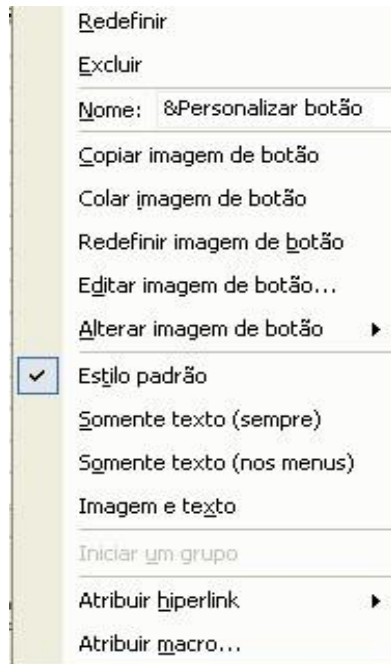 Redefinir
Excluir
Nome: &Personalizar botão
Copiar imagem de botão
Colar imagem de botão
Redefinir imagem de botão
Editar imagem de botão...
Alterar imagem de botão
Estilo padrão
Somente texto (sempre)
Somente texto (nos menus)
Imagem e texto
Iniciar um grupo
Atribuir hiperlink
Atribuir macro...